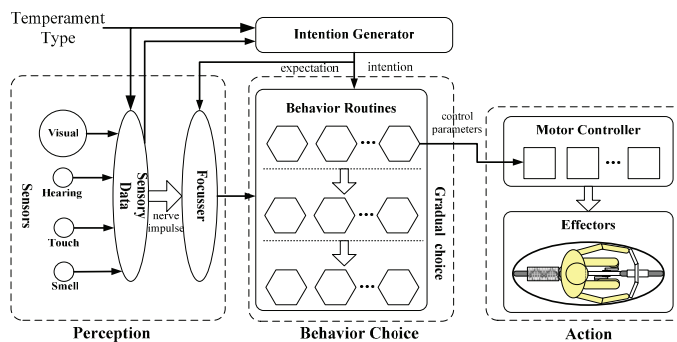 Temperament
Type
Intention Generator
expectation
intention
Visual
Hearing
Touch
Smell
Sensors
Sensory
Data
nerve
impulse
Focusser
Behavior Routines
Gradual choice
control
parameters
Motor Controller
Effectors
Perception
Behavior Choice
Action